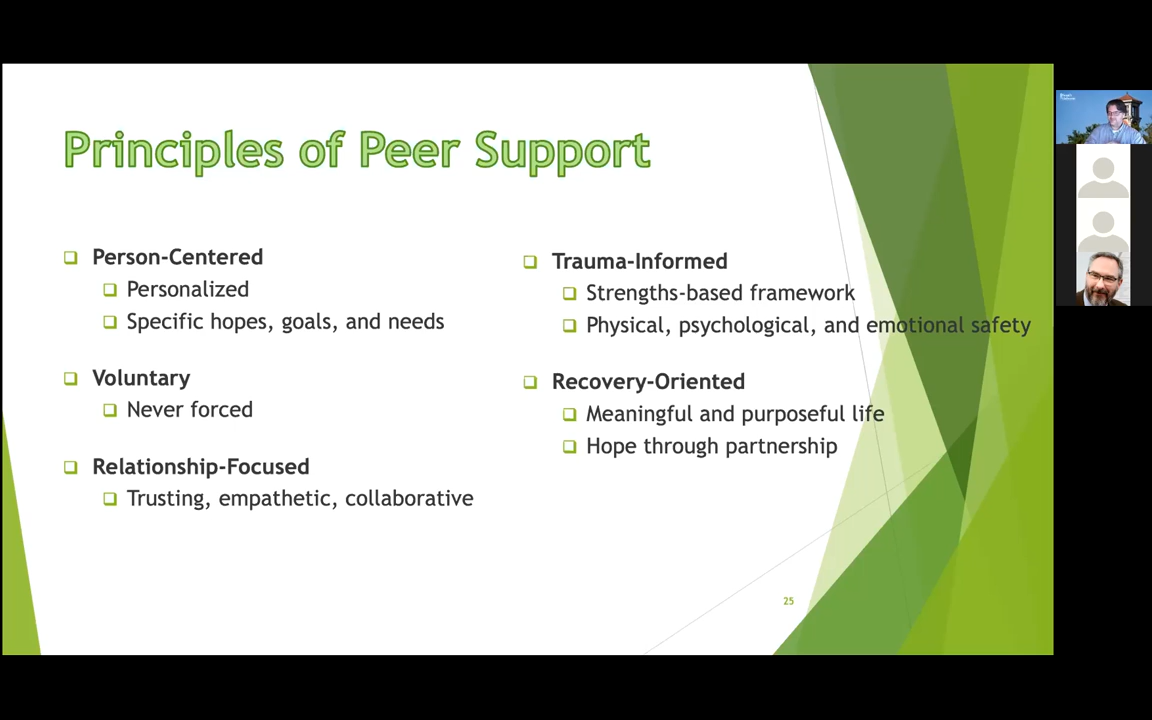 Principles of Peer Support
Person-Centered
Personalized
Specific hopes, goals, and needs
Voluntary
Never forced
Relationship-Focused
Trusting, empathetic, collaborative
Trauma-Informed
Strengths-based framework
Physical, psychological, and emotional safety
Recovery-Oriented
Meaningful and purposeful life
Hope through partnership
25